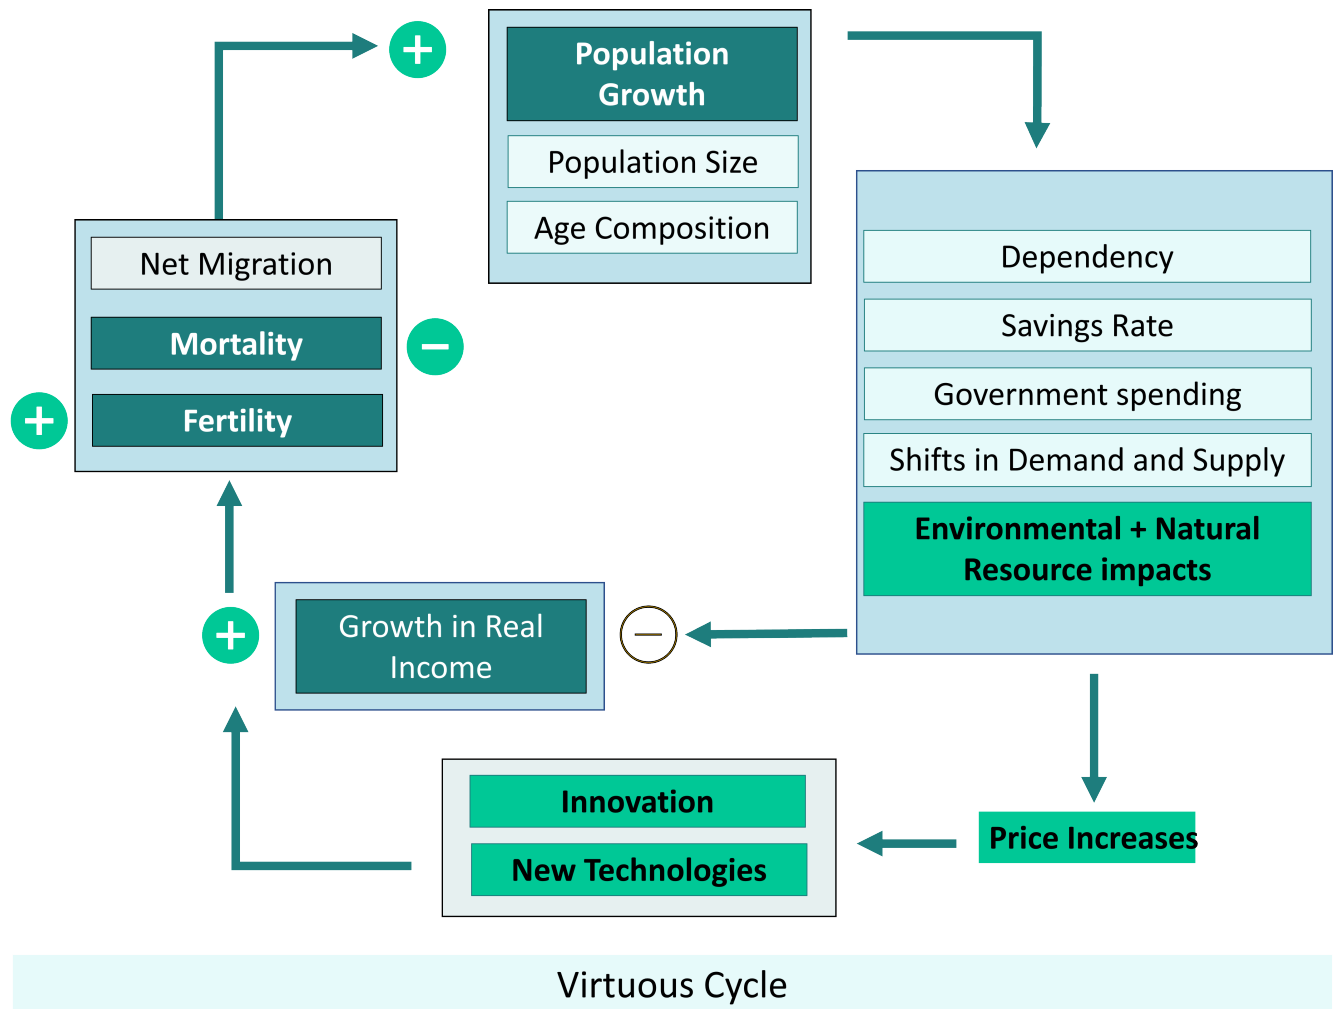 Population
Growth
Population Size
Age Composition
Net Migration
Mortality
Fertility
Dependency
Savings Rate
Government spending
Shifts in Demand and Supply
Environmental + Natural
Resource impacts
Growth in Real
Income
Innovation
New Technologies
Price Increases
Virtuous Cycle